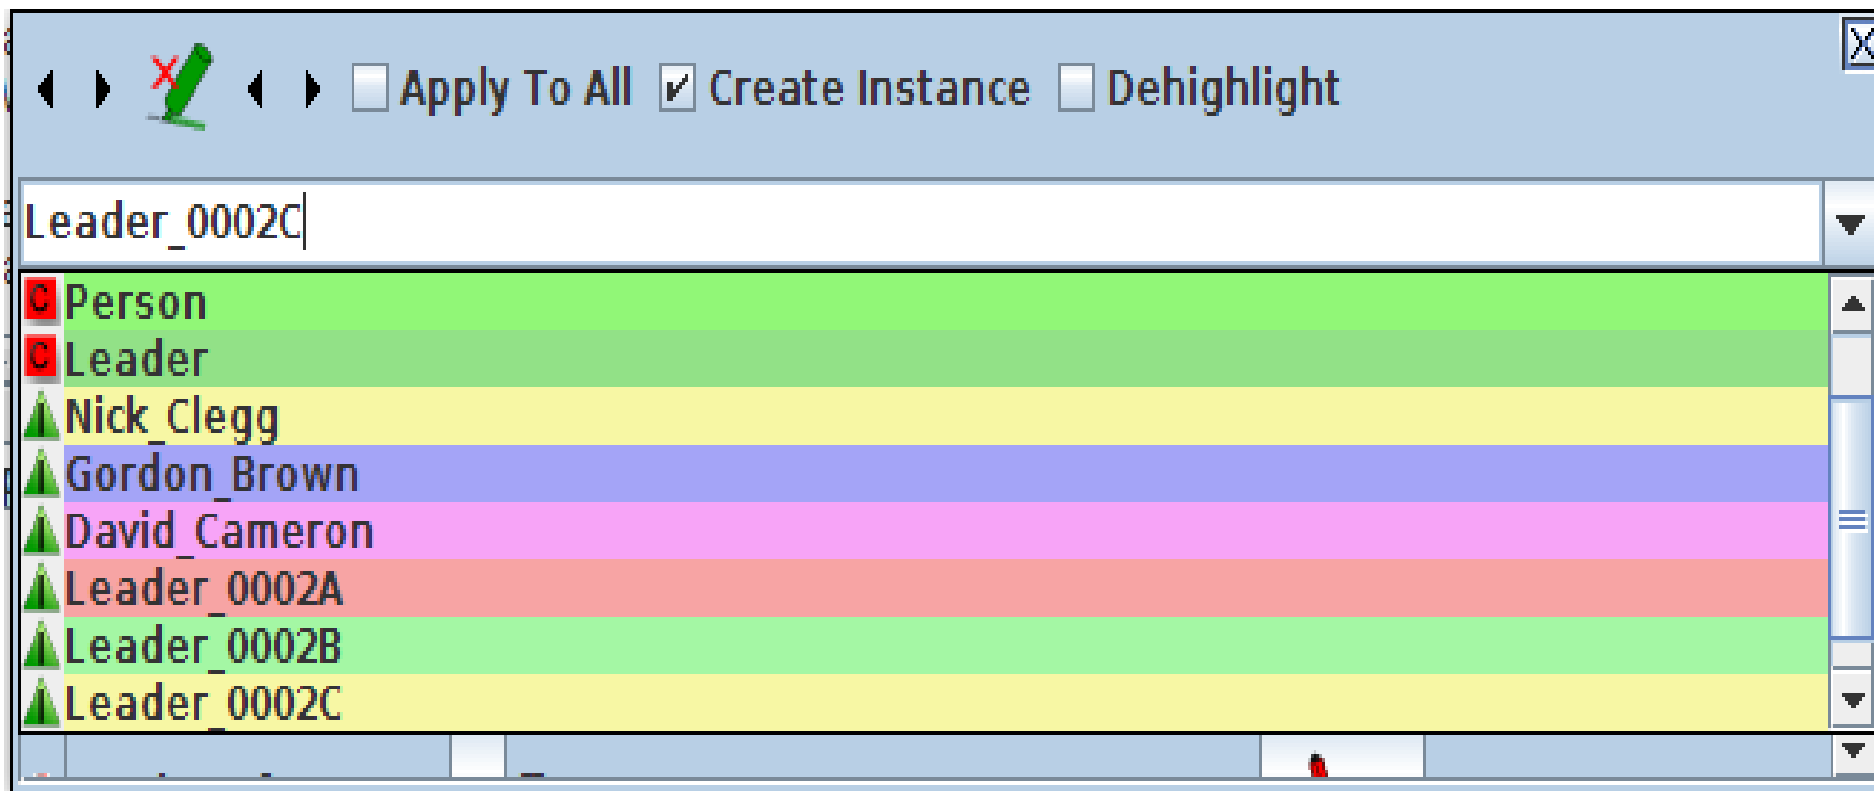 Apply To All Create Instance Dehighlight
Leader_0002C
C Person
C Leader
Nick_Clegg
Gordon_Brown
David_Cameron
Leader_0002A
Leader_0002B
Leader_0002C